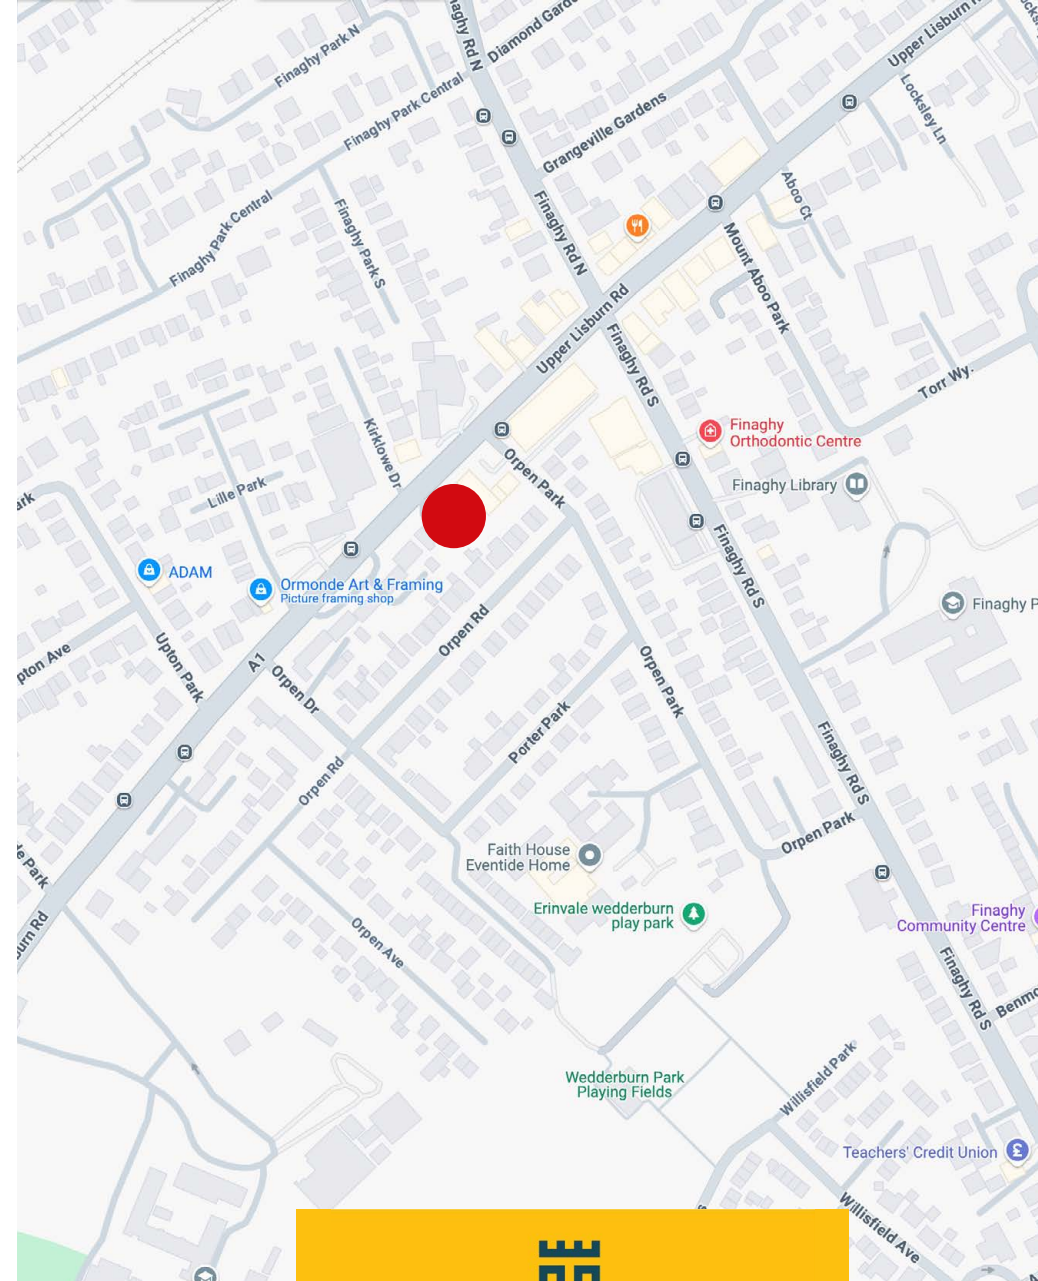 Finaghy Park N
Diamond Gard
Upper Lisburn
Locksley Ln
Finaghy Park Central
Grangeville Gardens
Finaghy Park Central
Finaghy Park S
Finaghy Rd N
Aboo Ct
Mount Aboo Park
Upper Lisburn Rd
Finaghy Rd S
Torr Wy.
Finaghy
Orthodontic Centre
Kirklowe Dr
Orpen Park
Finaghy Library
Lille Park
Finaghy Rd S
ADAM
Ormonde Art & Framing
Picture framing shop
Finaghy P
Orpen Rd
Upton Park
A1
Orpen Dr
Orpen Park
Porter Park
Finaghy Rd S
Orpen Rd
Orpen Park
Faith House
Eventide Home
Erinvale wedderburn
play park
Finaghy
Community Centre
Orpen Ave
Finaghy Rd S
Wedderburn Park
Playing Fields
Willisfield Park
Teachers' Credit Union
Willisfield Ave